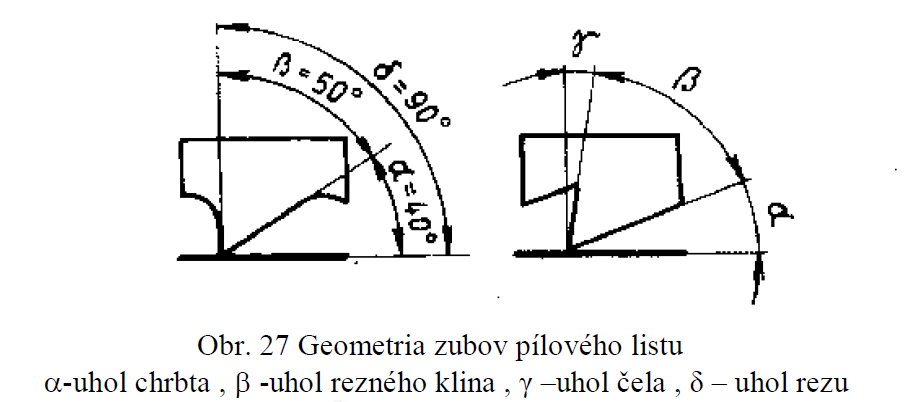 β=50°
δ=90°
α=40°
γ
β
α
Obr. 27 Geometria zubov pílového listu
α-uhol chrbta , β -uhol rezného klina , γ –uhol čela , δ – uhol rezu